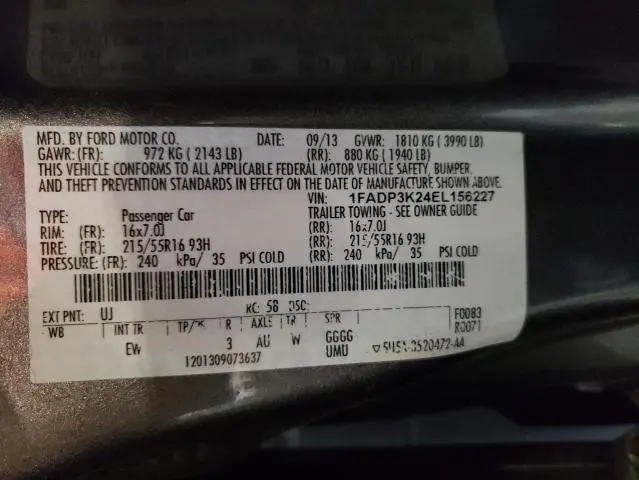 MFD. BY FORD MOTOR CO. DATE: 09/13 GVWR: 1810 KG ( 3990 LB)
GAWR: (FR): 972 KG ( 2143 LB) (RR): 880 KG ( 1940 LB)
THIS VEHICLE CONFORMS TO ALL APPLICABLE FEDERAL MOTOR VEHICLE SAFETY, BUMPER,
AND THEFT PREVENTION STANDARDS IN EFFECT ON THE DATE OF MANUFACTURE SHOWN ABOVE.
VIN: 1FADP3K24EL156227
TYPE: Passenger Car TRAILER TOWING - SEE OWNER GUIDE
RIM: (FR): 16x7.0J (RR): 16x7.0J
TIRE: (FR): 215/55R16 93H (RR): 215/55R16 93H
PRESSURE: (FR): 240 kPa/ 35 PSI COLD (RR): 240 kPa/ 35 PSI COLD
EXT PNT: UJ RC: 58 DSO: F0083
WB INT TR TP/PS R AXLE TR SPR R0071
EW 3 AU W GGGG
1201309073637 UMU